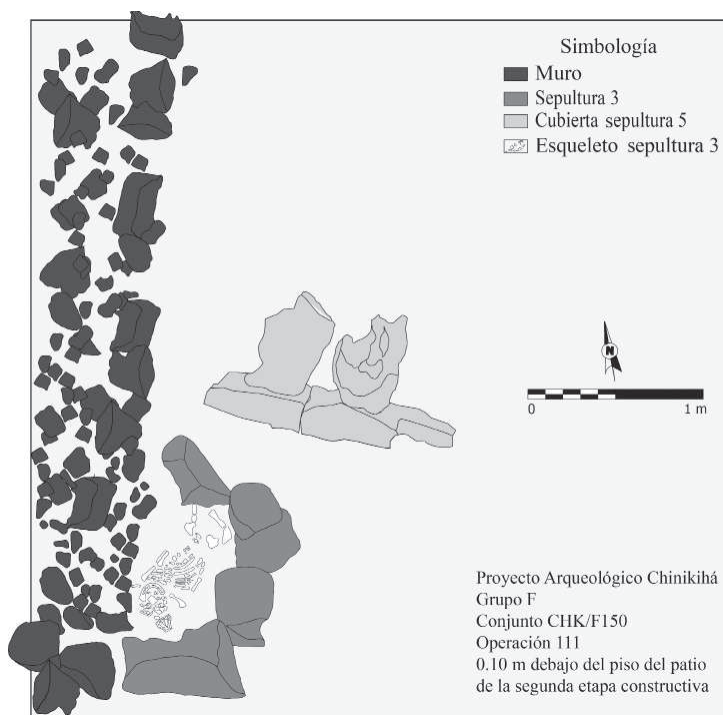 Simbología
Muro
Sepultura 3
Cubierta sepultura 5
Esqueleto sepultura 3
N
0 1 m
Proyecto Arqueológico Chinikihá
Grupo F
Conjunto CHK/F150
Operación 111
0.10 m debajo del piso del patio
de la segunda etapa constructiva